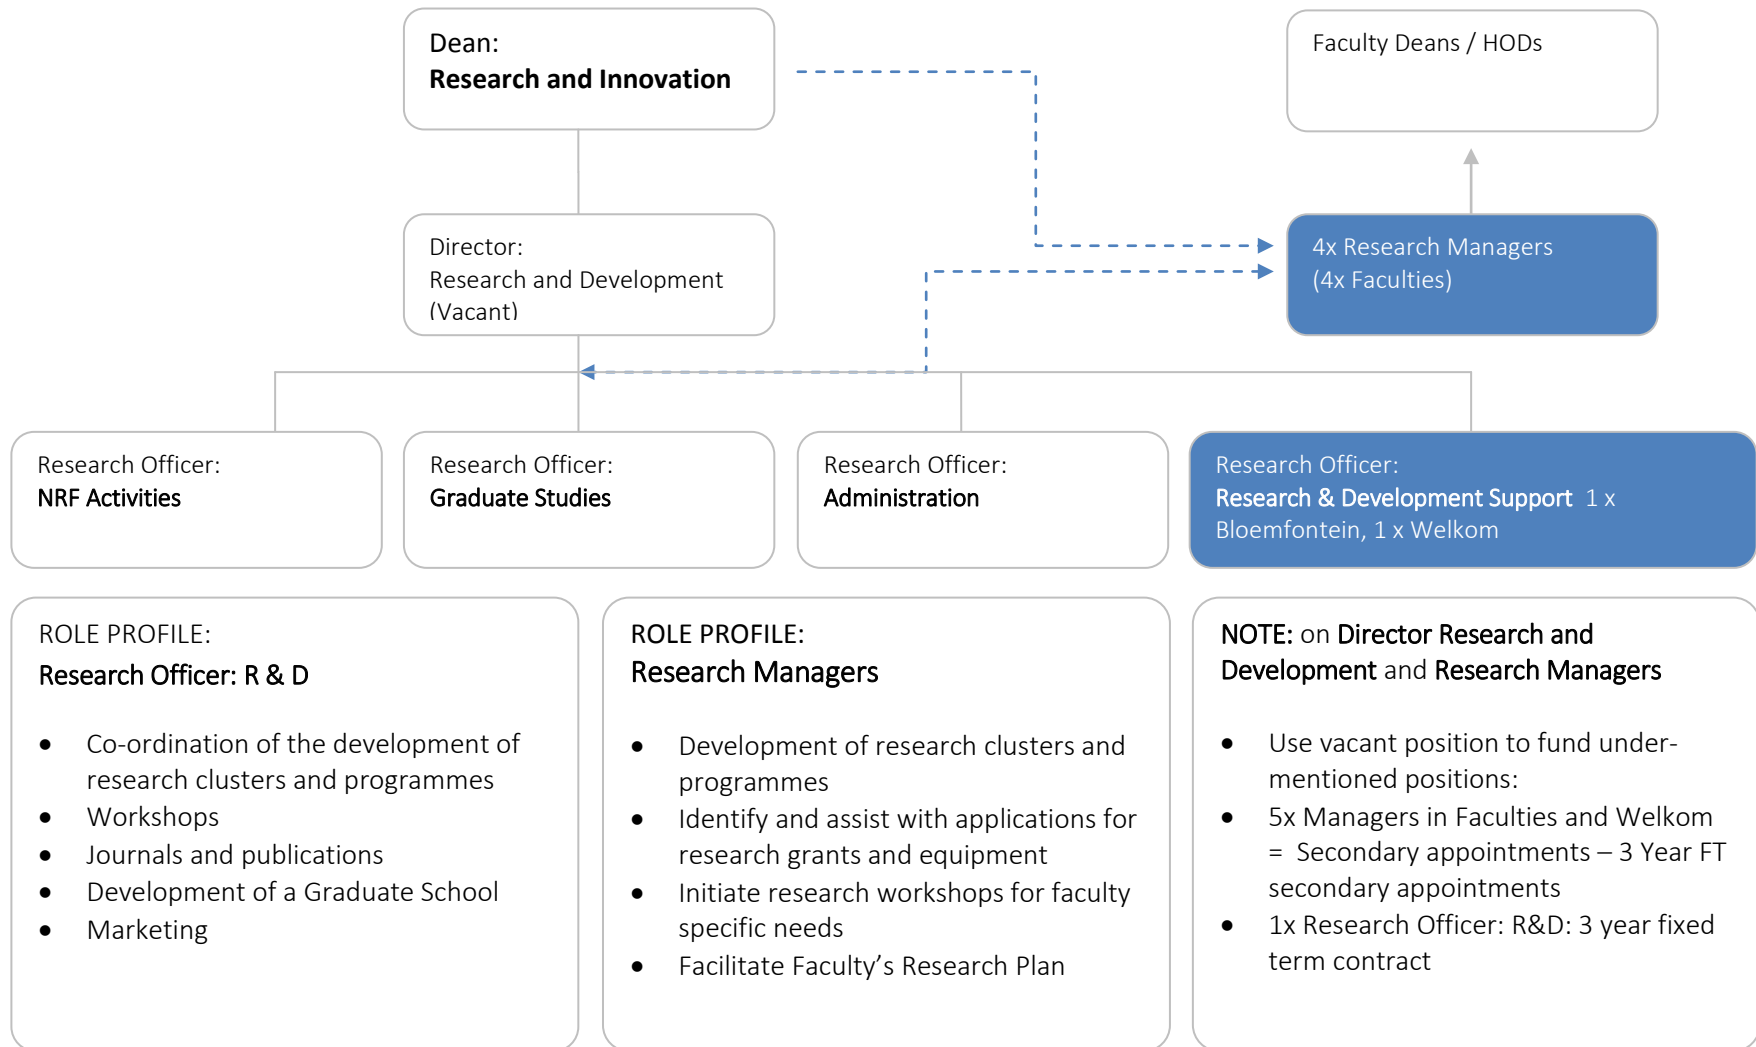 Dean:
Research and Innovation
Faculty Deans / HODs
Director:
Research and Development
(Vacant)
4x Research Managers
(4x Faculties)
Research Officer:
NRF Activities
Research Officer:
Graduate Studies
Research Officer:
Administration
Research Officer:
Research & Development Support 1 x
Bloemfontein, 1 x Welkom
ROLE PROFILE:
Research Officer: R & D
• Co-ordination of the development of
research clusters and programmes
• Workshops
• Journals and publications
• Development of a Graduate School
• Marketing
ROLE PROFILE:
Research Managers
• Development of research clusters and
programmes
• Identify and assist with applications for
research grants and equipment
• Initiate research workshops for faculty
specific needs
• Facilitate Faculty’s Research Plan
NOTE: on Director Research and
Development and Research Managers
• Use vacant position to fund under-
mentioned positions:
• 5x Managers in Faculties and Welkom
= Secondary appointments – 3 Year FT
secondary appointments
• 1x Research Officer: R&D: 3 year fixed
term contract